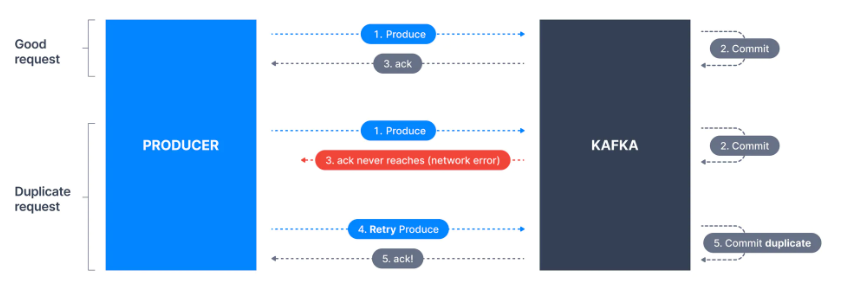 Good
request
1. Produce
3. ack
2. Commit
PRODUCER
KAFKA
Duplicate
request
1. Produce
3. ack never reaches (network error)
2. Commit
4. Retry Produce
5. ack!
5. Commit duplicate